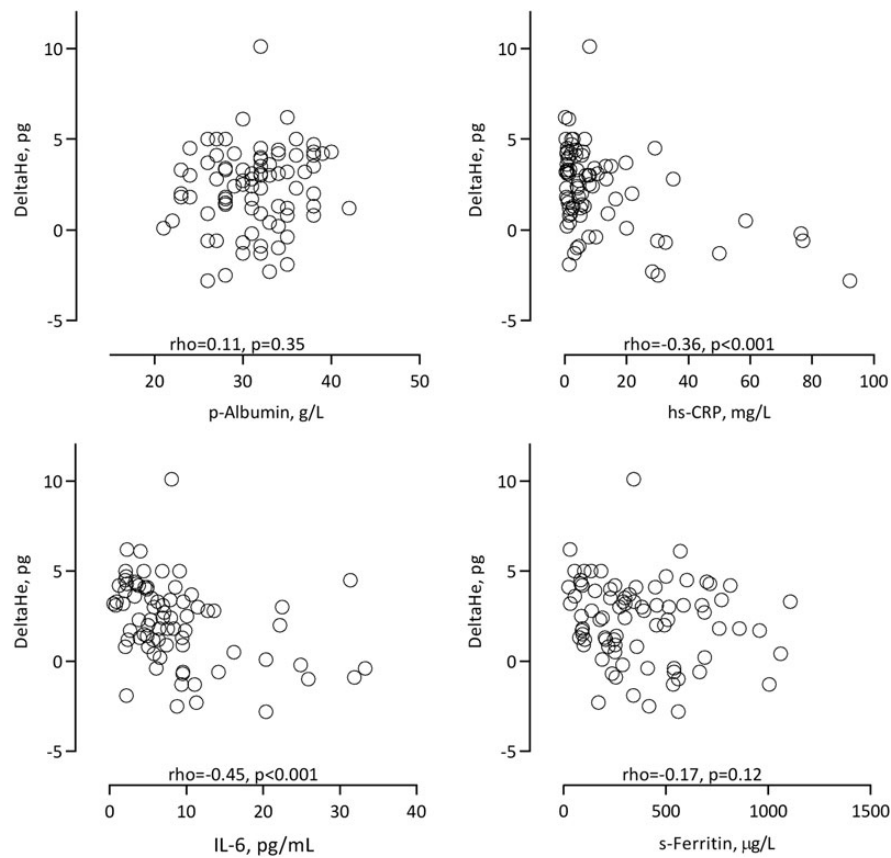 10
5
0
-5
DeltaHe, pg
rho=0.11, p=0.35
20 30 40 50
p-Albumin, g/L
10
5
0
-5
DeltaHe, pg
rho=-0.36, p<0.001
0 20 40 60 80 100
hs-CRP, mg/L
10
5
0
-5
DeltaHe, pg
rho=-0.45, p<0.001
0 10 20 30 40
IL-6, pg/mL
10
5
0
-5
DeltaHe, pg
rho=-0.17, p=0.12
0 500 1000 1500
s-Ferritin, µg/L